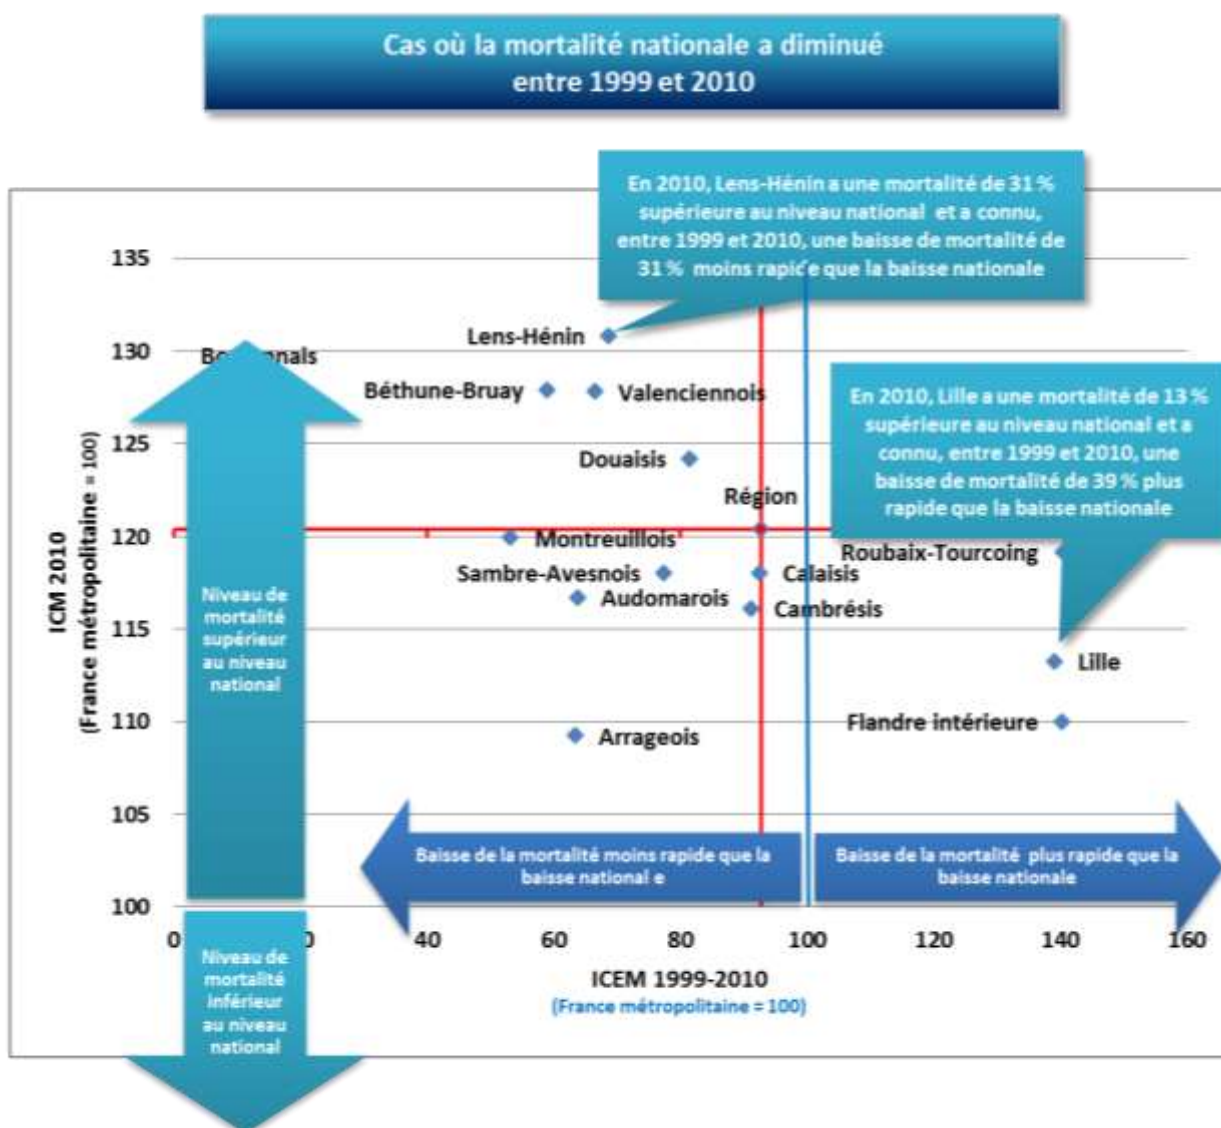 Cas où la mortalité nationale a diminué
entre 1999 et 2010
En 2010, Lens-Hénin a une mortalité de 31 %
supérieure au niveau national et a connu,
entre 1999 et 2010, une baisse de mortalité de
31 % moins rapide que la baisse nationale
135
130
125
120
115
110
105
100
ICM 2010
(France métropolitaine = 100)
Lens-Hénin
Béthune-Bruay
Valenciennois
Douaisis
Région
En 2010, Lille a une mortalité de 13 %
supérieure au niveau national et a
connu, entre 1999 et 2010, une
baisse de mortalité de 39 % plus
rapide que la baisse nationale
Montreuillois
Roubaix-Tourcoing
Sambre-Avesnois
Calaisis
Audomarois
Cambrésis
Lille
Flandre intérieure
Arrageois
Niveau de
mortalité
supérieur
au niveau
national
Baisse de la mortalité moins rapide que la
baisse national e
Baisse de la mortalité plus rapide que la
baisse nationale
0 40 60 80 100 120 140 160
Niveau de
mortalité
inférieur
au niveau
national
ICEM 1999-2010
(France métropolitaine = 100)